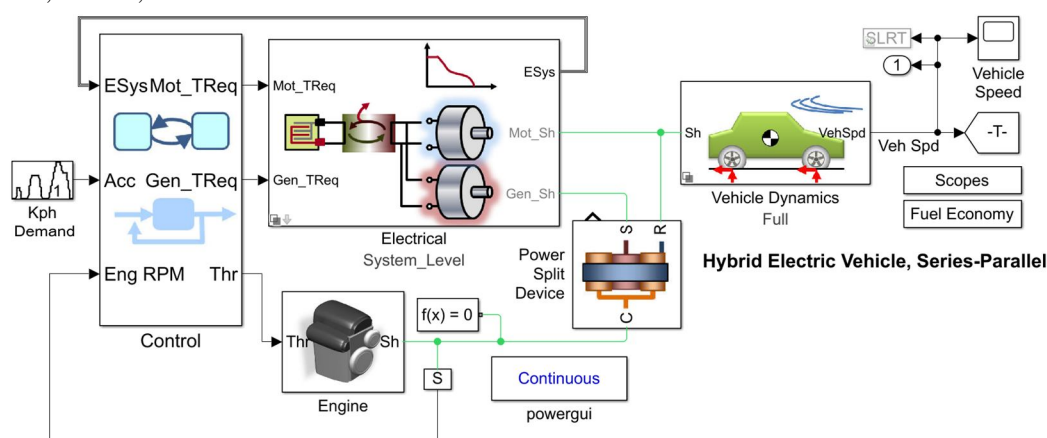 SLRT
1
Vehicle
Speed
-T-
ESys
Mot_TReq
Mot_TReq
ESys
Acc
Gen_TReq
Gen_TReq
Mot_Sh
Gen_Sh
Sh
VehSpd
Veh Spd
1
Kph
Demand
Vehicle Dynamics
Full
Scopes
Fuel Economy
Electrical
System_Level
S
R
C
Power
Split
Device
Hybrid Electric Vehicle, Series-Parallel
Eng RPM
Thr
Control
f(x) = 0
Thr
Sh
S
Engine
Continuous
powergui